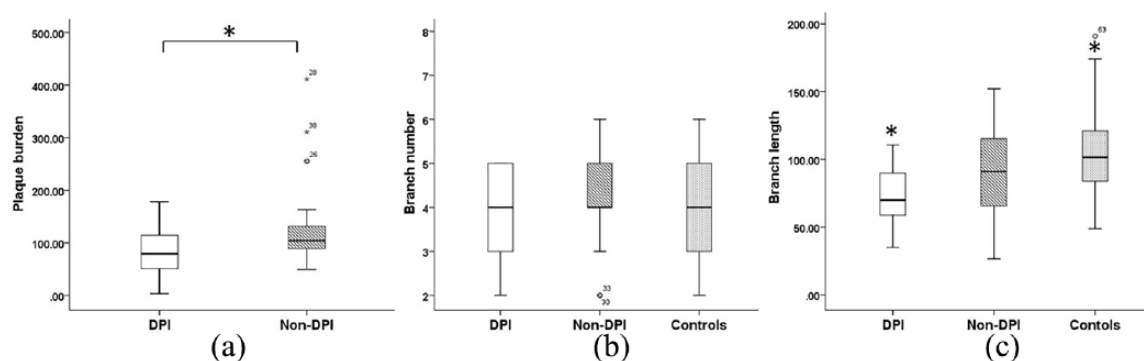 500.00
400.00
300.00
200.00
100.00
.00
Plaque burden
*
28
38
26
DPI Non-DPI
(a)
8
7
6
5
4
3
2
Branch number
33
DPI Non-DPI Controls
(b)
200.00
150.00
100.00
50.00
.00
Branch length
63
*
*
DPI Non-DPI Contols
(c)